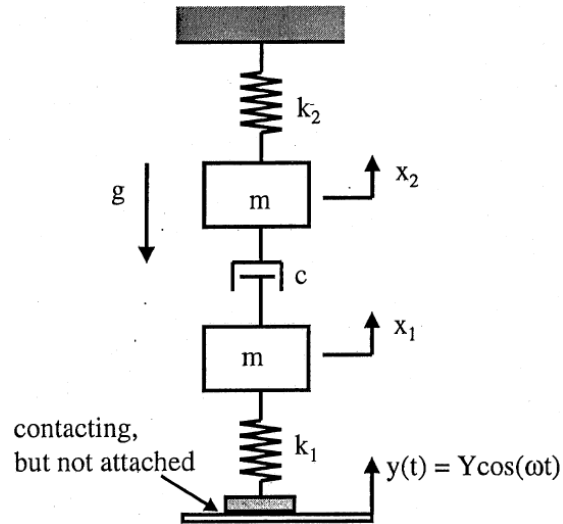 k2
x2
g
m
c
x1
m
contacting,
but not attached
k1
y(t) = Ycos(ωt)